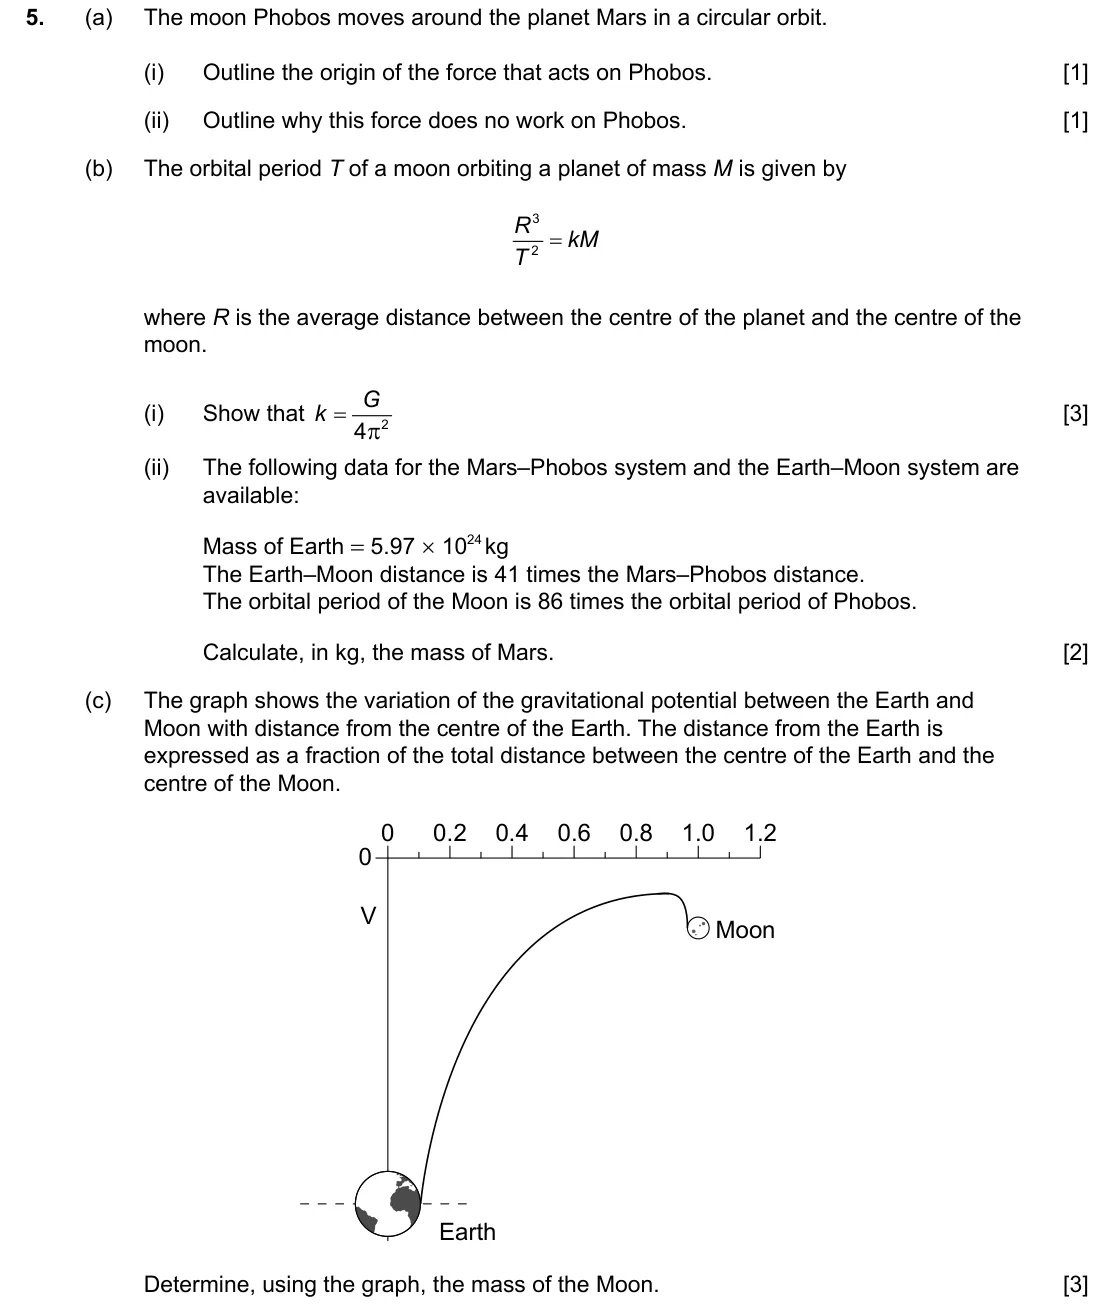 5. (a) The moon Phobos moves around the planet Mars in a circular orbit.
(i) Outline the origin of the force that acts on Phobos. [1]
(ii) Outline why this force does no work on Phobos. [1]
(b) The orbital period T of a moon orbiting a planet of mass M is given by
R³/T² = kM
where R is the average distance between the centre of the planet and the centre of the
moon.
(i) Show that k = G/4π² [3]
(ii) The following data for the Mars–Phobos system and the Earth–Moon system are
available:
Mass of Earth = 5.97 × 10²⁴ kg
The Earth–Moon distance is 41 times the Mars–Phobos distance.
The orbital period of the Moon is 86 times the orbital period of Phobos.
Calculate, in kg, the mass of Mars. [2]
(c) The graph shows the variation of the gravitational potential between the Earth and
Moon with distance from the centre of the Earth. The distance from the Earth is
expressed as a fraction of the total distance between the centre of the Earth and the
centre of the Moon.
0 0.2 0.4 0.6 0.8 1.0 1.2
0
V
Moon
Earth
Determine, using the graph, the mass of the Moon. [3]